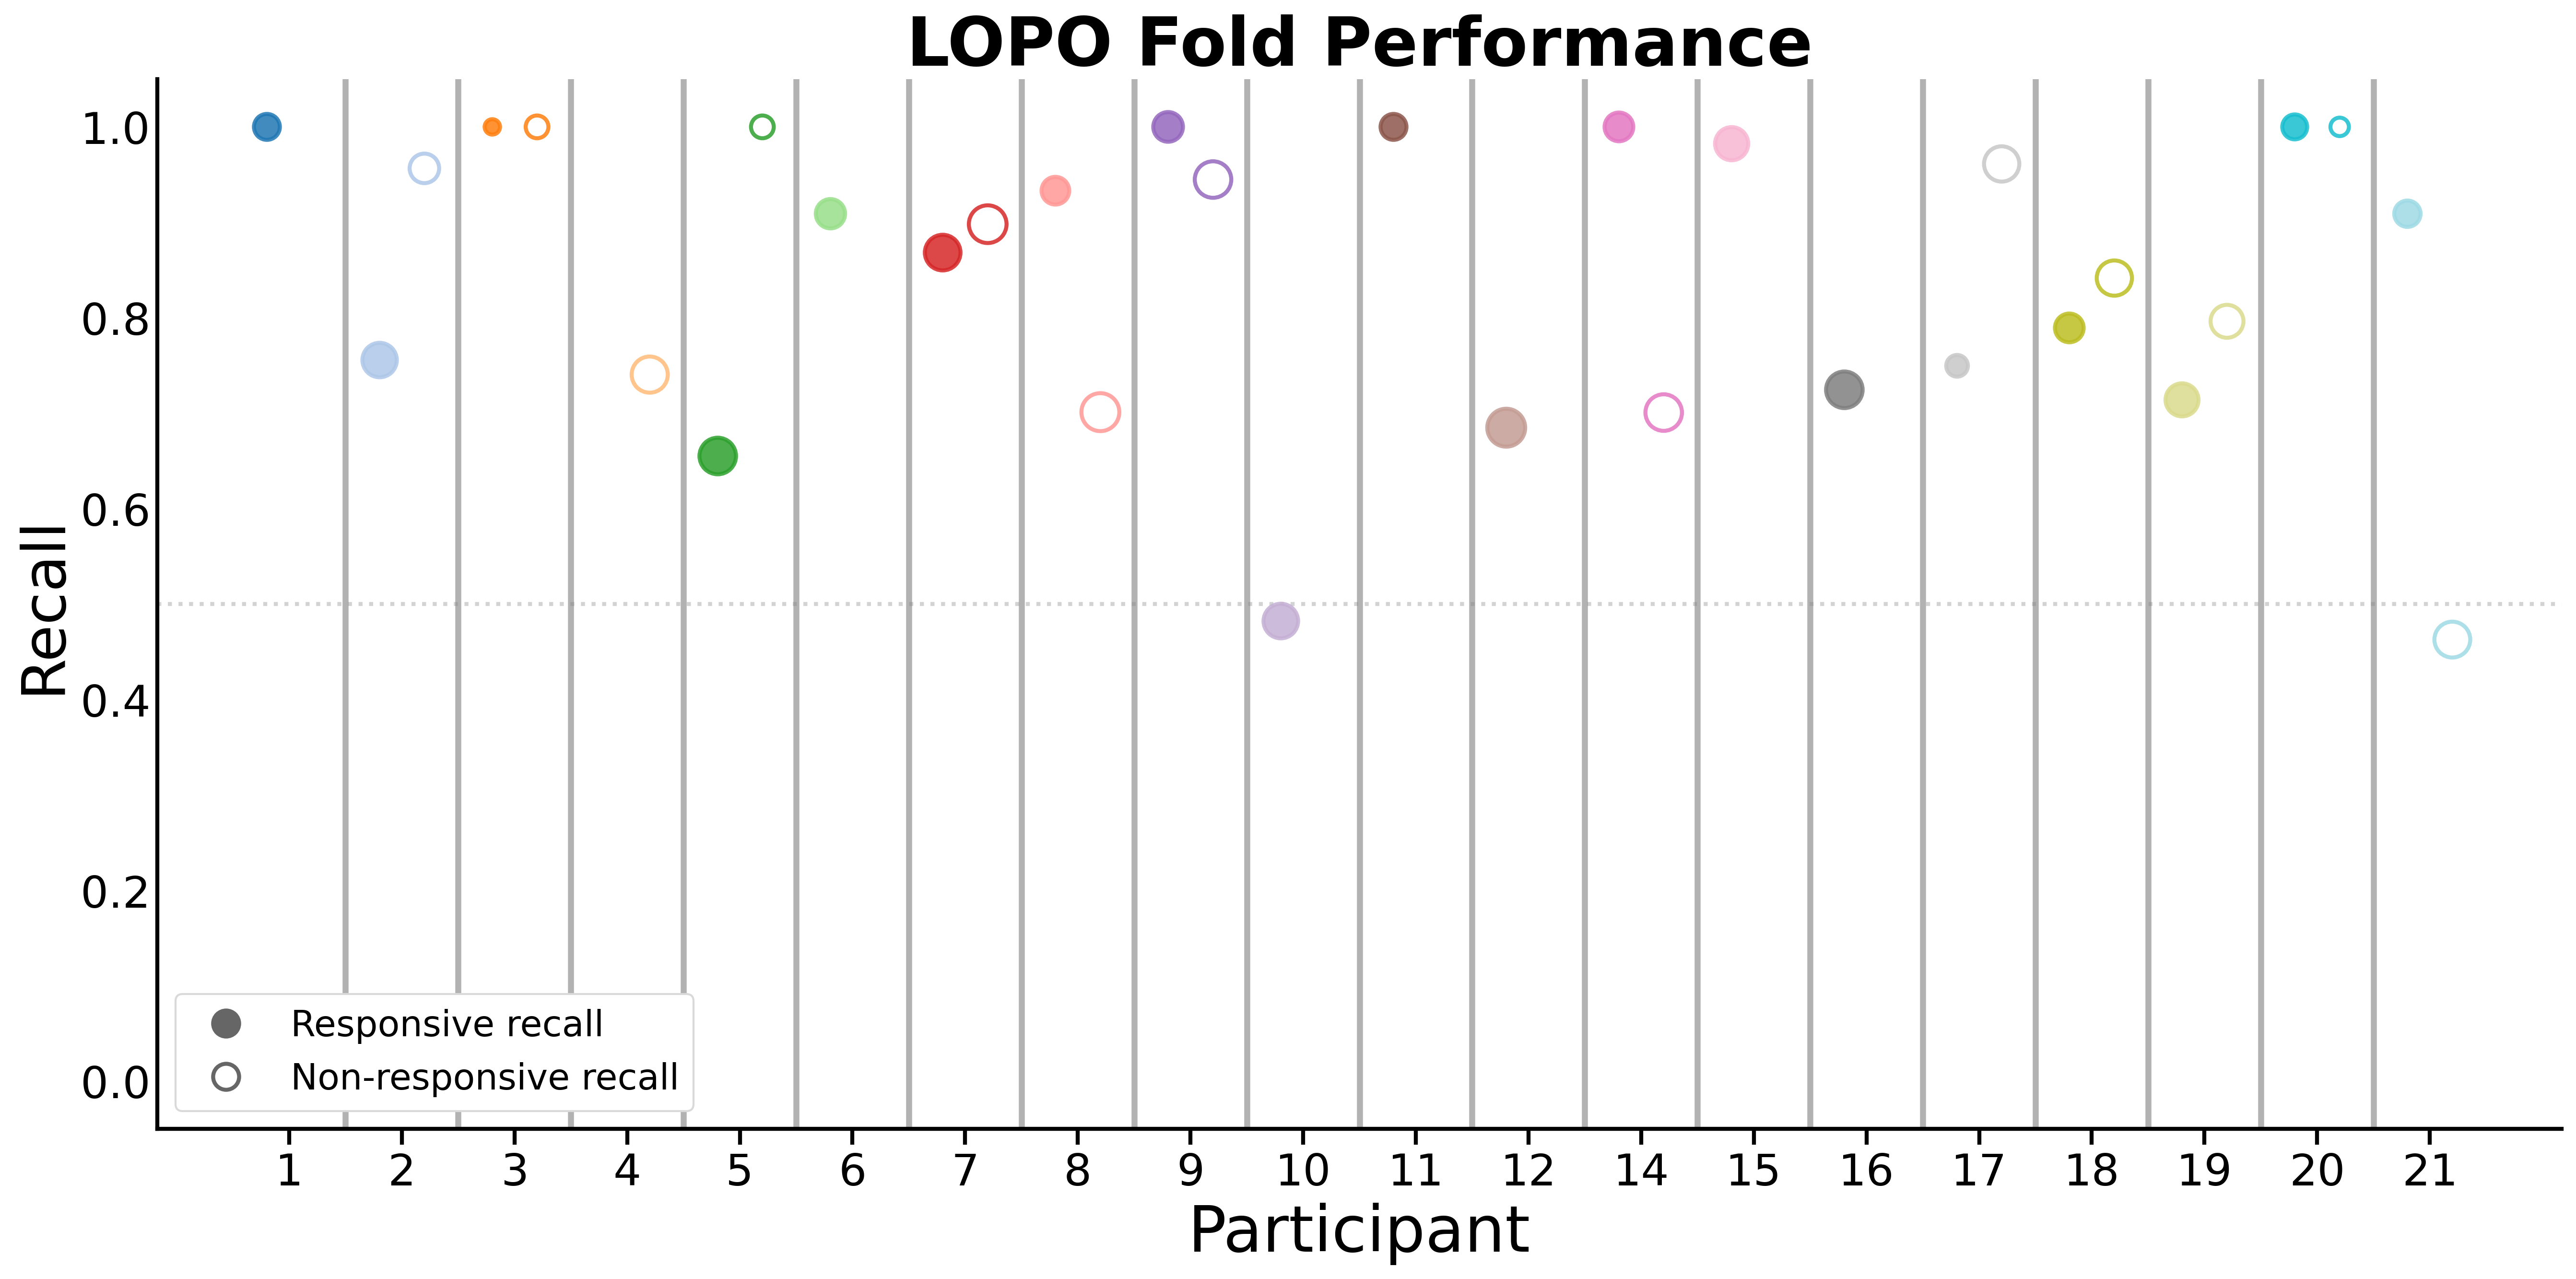 LOPO Fold Performance
1.0
0.8
0.6
0.4
0.2
0.0
Recall
Responsive recall
Non-responsive recall
1 2 3 4 5 6 7 8 9 10 11 12 14 15 16 17 18 19 20 21
Participant